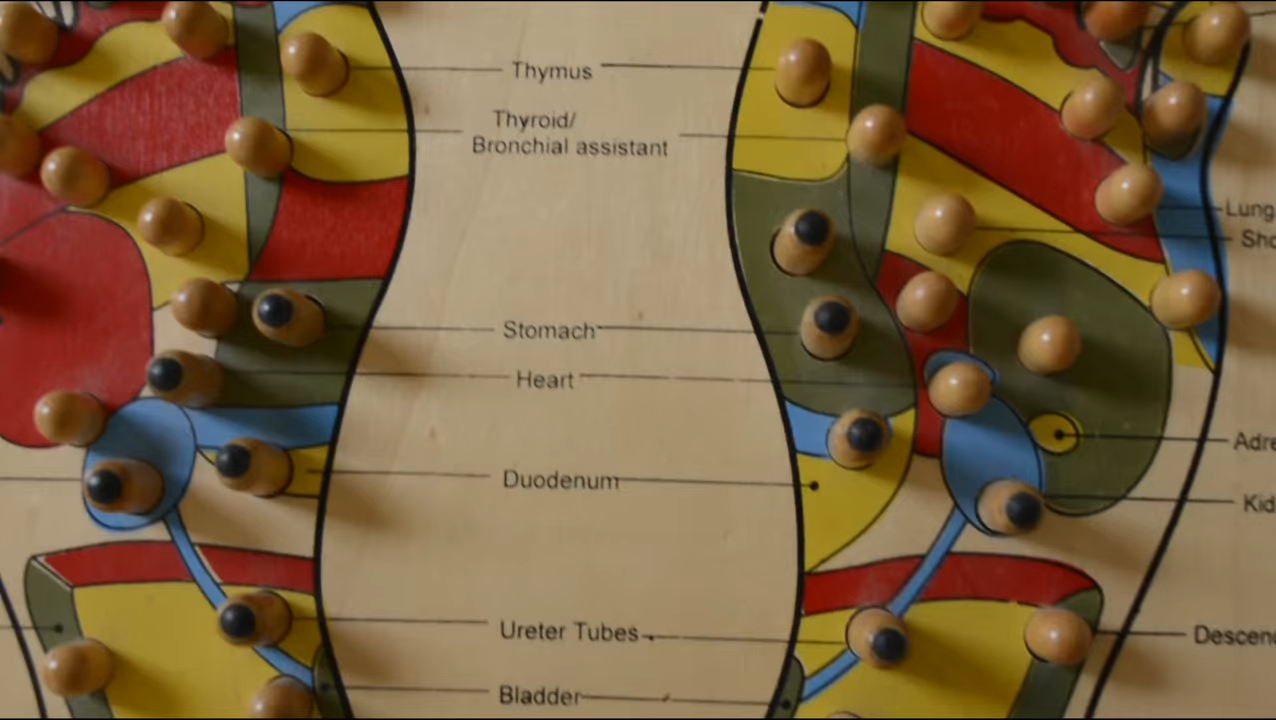 Thymus
Thyroid/
Bronchial assistant
Lung
Stomach
Heart
Duodenum
Ureter Tubes
Bladder